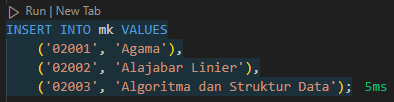 Run | New Tab
INSERT INTO mk VALUES
('02001', 'Agama'),
('02002', 'Alajabar Linier'),
('02003', 'Algoritma dan Struktur Data'); 5ms